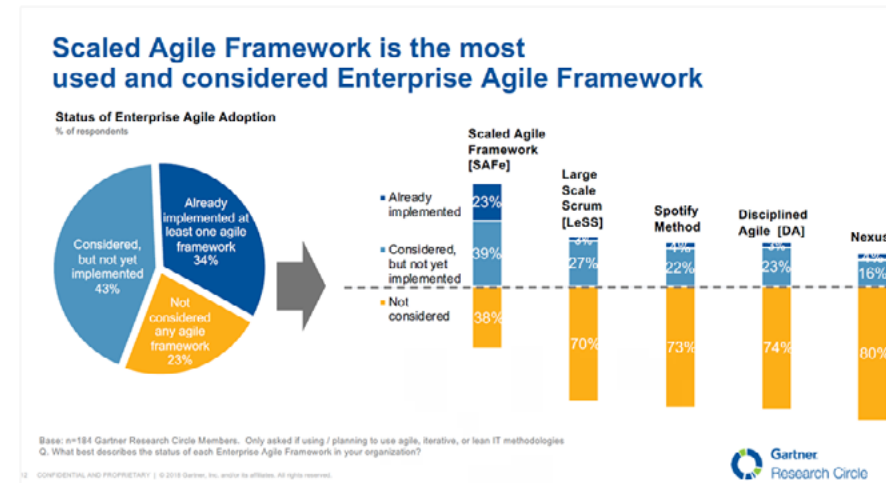 Scaled Agile Framework is the most
used and considered Enterprise Agile Framework
Status of Enterprise Agile Adoption
% of respondents
Already
implemented at
least one agile
framework
34%
Considered,
but not yet
implemented
43%
Not
considered
any agile
framework
23%
Already
implemented
Considered,
but not yet
implemented
Not
considered
Scaled Agile
Framework
[SAFe]
23%
39%
38%
Large
Scale
Scrum
[LeSS]
3%
27%
70%
Spotify
Method
22%
73%
Disciplined
Agile [DA]
3%
23%
74%
Nexus
4%
16%
80%
Base: n=184 Gartner Research Circle Members. Only asked if using / planning to use agile, iterative, or lean IT methodologies
Q. What best describes the status of each Enterprise Agile Framework in your organization?
CONFIDENTIAL AND PROPRIETARY | © 2018 Gartner, Inc. and/or its affiliates. All rights reserved.
Gartner
Research Circle